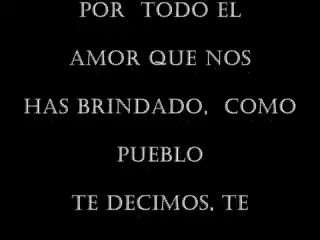 POR TODO EL
AMOR QUE NOS
HAS BRINDADO, COMO
PUEBLO
TE DECIMOS, TE